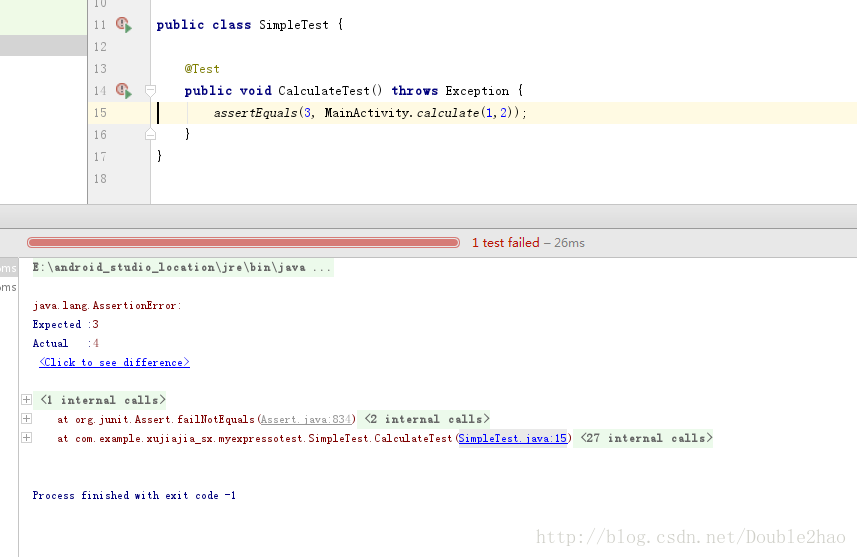 10
11 public class SimpleTest {
12
13 @Test
14 public void CalculateTest() throws Exception {
15 assertEquals(3, MainActivity.calculate(1,2));
16 }
17 }
18
1 test failed – 26ms
oms E:\android_studio_location\jre\bin\java ...
oms
java.lang.AssertionError:
Expected :3
Actual :4
<Click to see difference>
<1 internal calls>
at org.junit.Assert.failNotEquals(Assert.java:834) <2 internal calls>
at com.example.xujiajia_sx.myexpressotest.SimpleTest.CalculateTest(SimpleTest.java:15) <27 internal calls>
Process finished with exit code -1
http://blog.csdn.net/Double2hao